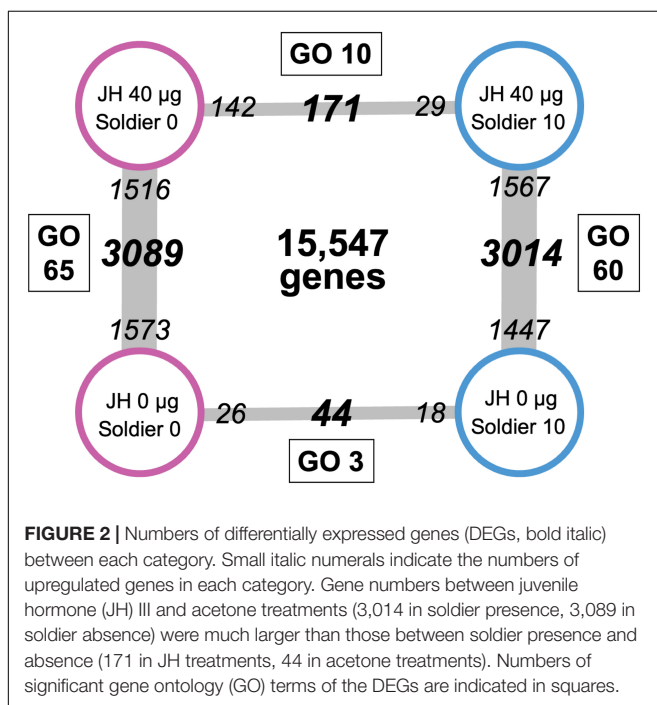 GO 10
JH 40 µg
Soldier 0
142 171 29
JH 40 µg
Soldier 10
1516
1567
GO
65
3089
15,547
genes
3014
GO
60
1573
1447
JH 0 µg
Soldier 0
26 44 18
JH 0 µg
Soldier 10
GO 3
FIGURE 2 | Numbers of differentially expressed genes (DEGs, bold italic)
between each category. Small italic numerals indicate the numbers of
upregulated genes in each category. Gene numbers between juvenile
hormone (JH) III and acetone treatments (3,014 in soldier presence, 3,089 in
soldier absence) were much larger than those between soldier presence and
absence (171 in JH treatments, 44 in acetone treatments). Numbers of
significant gene ontology (GO) terms of the DEGs are indicated in squares.